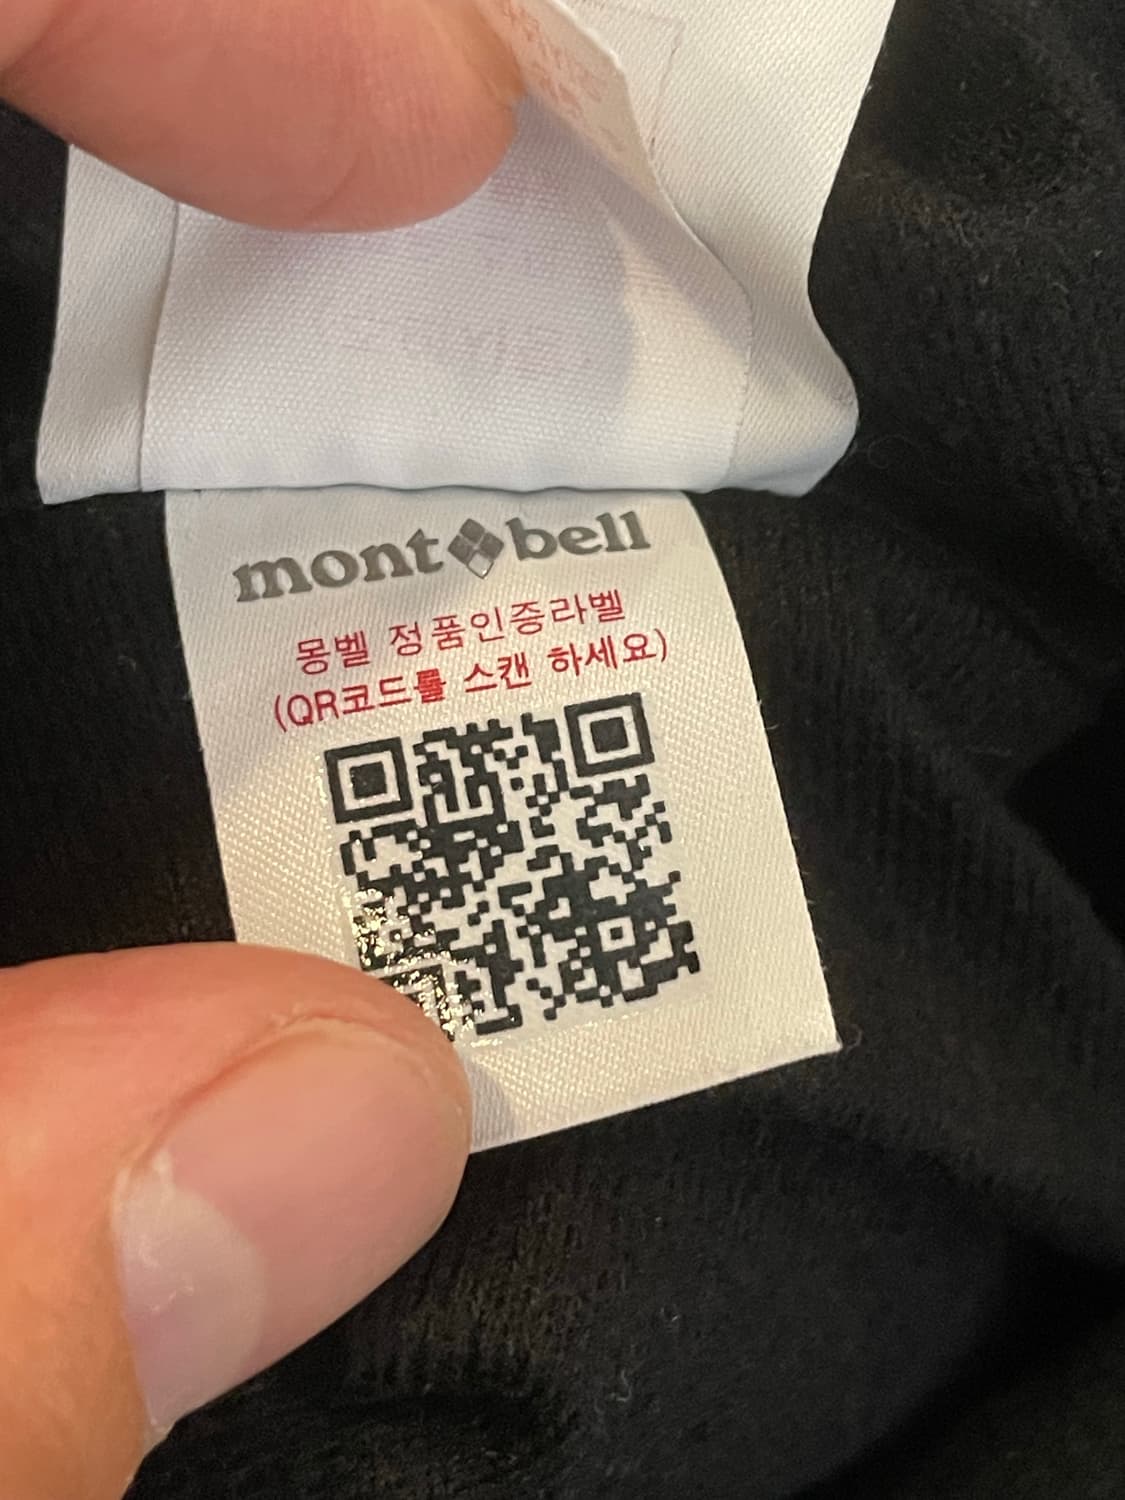 mont bell
몽벨 정품인증라벨
(QR코드를 스캔 하세요)